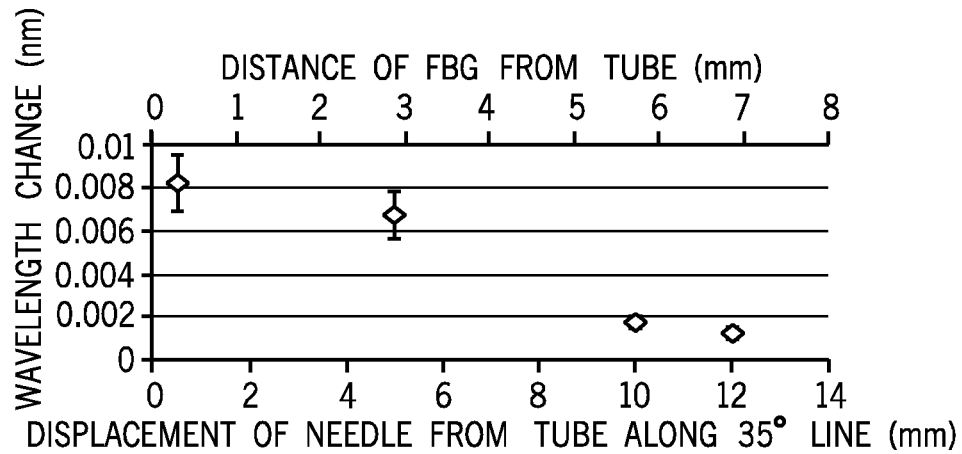 DISTANCE OF FBG FROM TUBE (mm)
0 1 2 3 4 5 6 7 8
WAVELENGTH CHANGE (nm)
0.01
0.008
0.006
0.004
0.002
0
0 2 4 6 8 10 12 14
DISPLACEMENT OF NEEDLE FROM TUBE ALONG 35° LINE (mm)